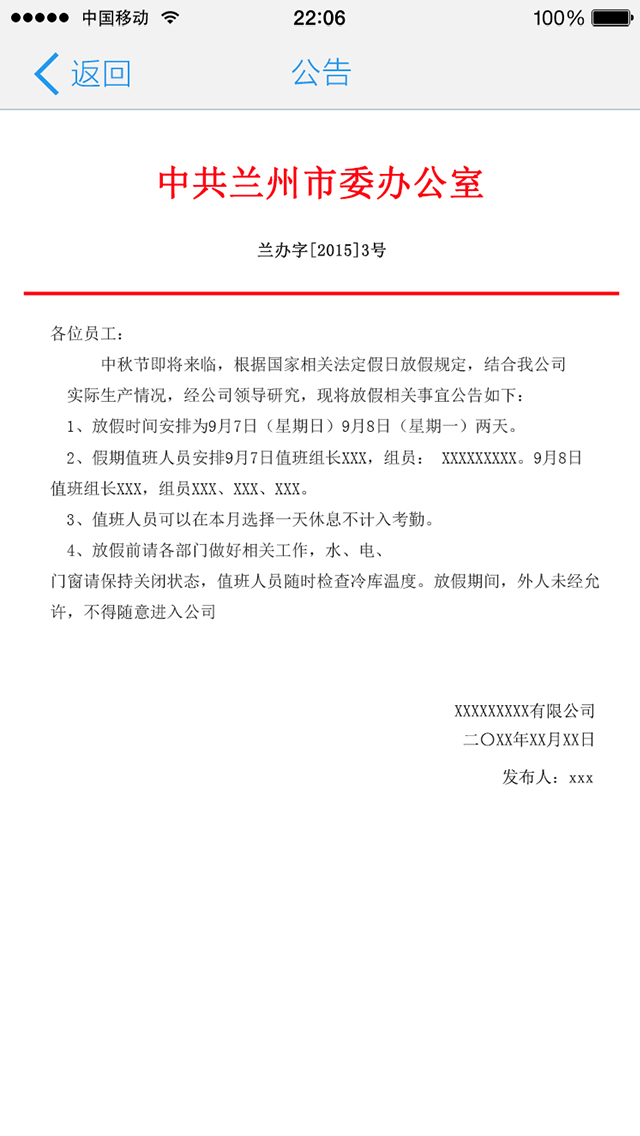 中国移动 22:06 100%
返回 公告
中共兰州市委办公室
兰办字[2015]3号
各位员工：
中秋节即将来临，根据国家相关法定假日放假规定，结合我公司
实际生产情况，经公司领导研究，现将放假相关事宜公告如下：
1、放假时间安排为9月7日（星期日）9月8日（星期一）两天。
2、假期值班人员安排9月7日值班组长XXX，组员： XXXXXXXXX。9月8日
值班组长XXX，组员XXX、XXX、XXX。
3、值班人员可以在本月选择一天休息不计入考勤。
4、放假前请各部门做好相关工作，水、电、
门窗请保持关闭状态，值班人员随时检查冷库温度。放假期间，外人未经允
许，不得随意进入公司
XXXXXXXXX有限公司
二〇XX年XX月XX日
发布人：xxx